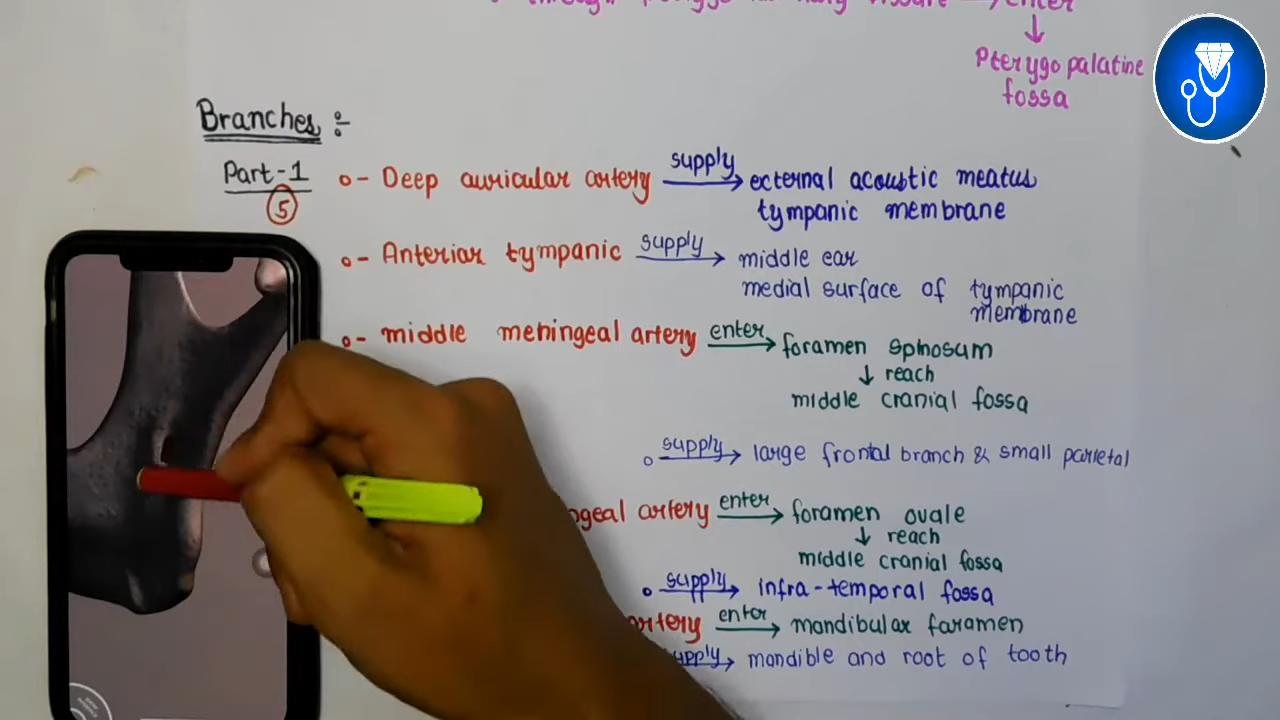 through
enter
↓
Pterygo palatine
fossa
Branches :-
Part-1
5
o- Deep auricular artery supply → external acoustic meatus
tympanic membrane
o- Anterior tympanic supply → middle ear
medial surface of tympanic
membrane
o- middle meningeal artery enter → foramen spinosum
↓ reach
middle cranial fossa
o supply → large frontal branch & small parietal
ngeal artery enter → foramen ovale
↓ reach
middle cranial fossa
o supply → infra-temporal fossa
artery enter → mandibular foramen
supply → mandible and root of tooth